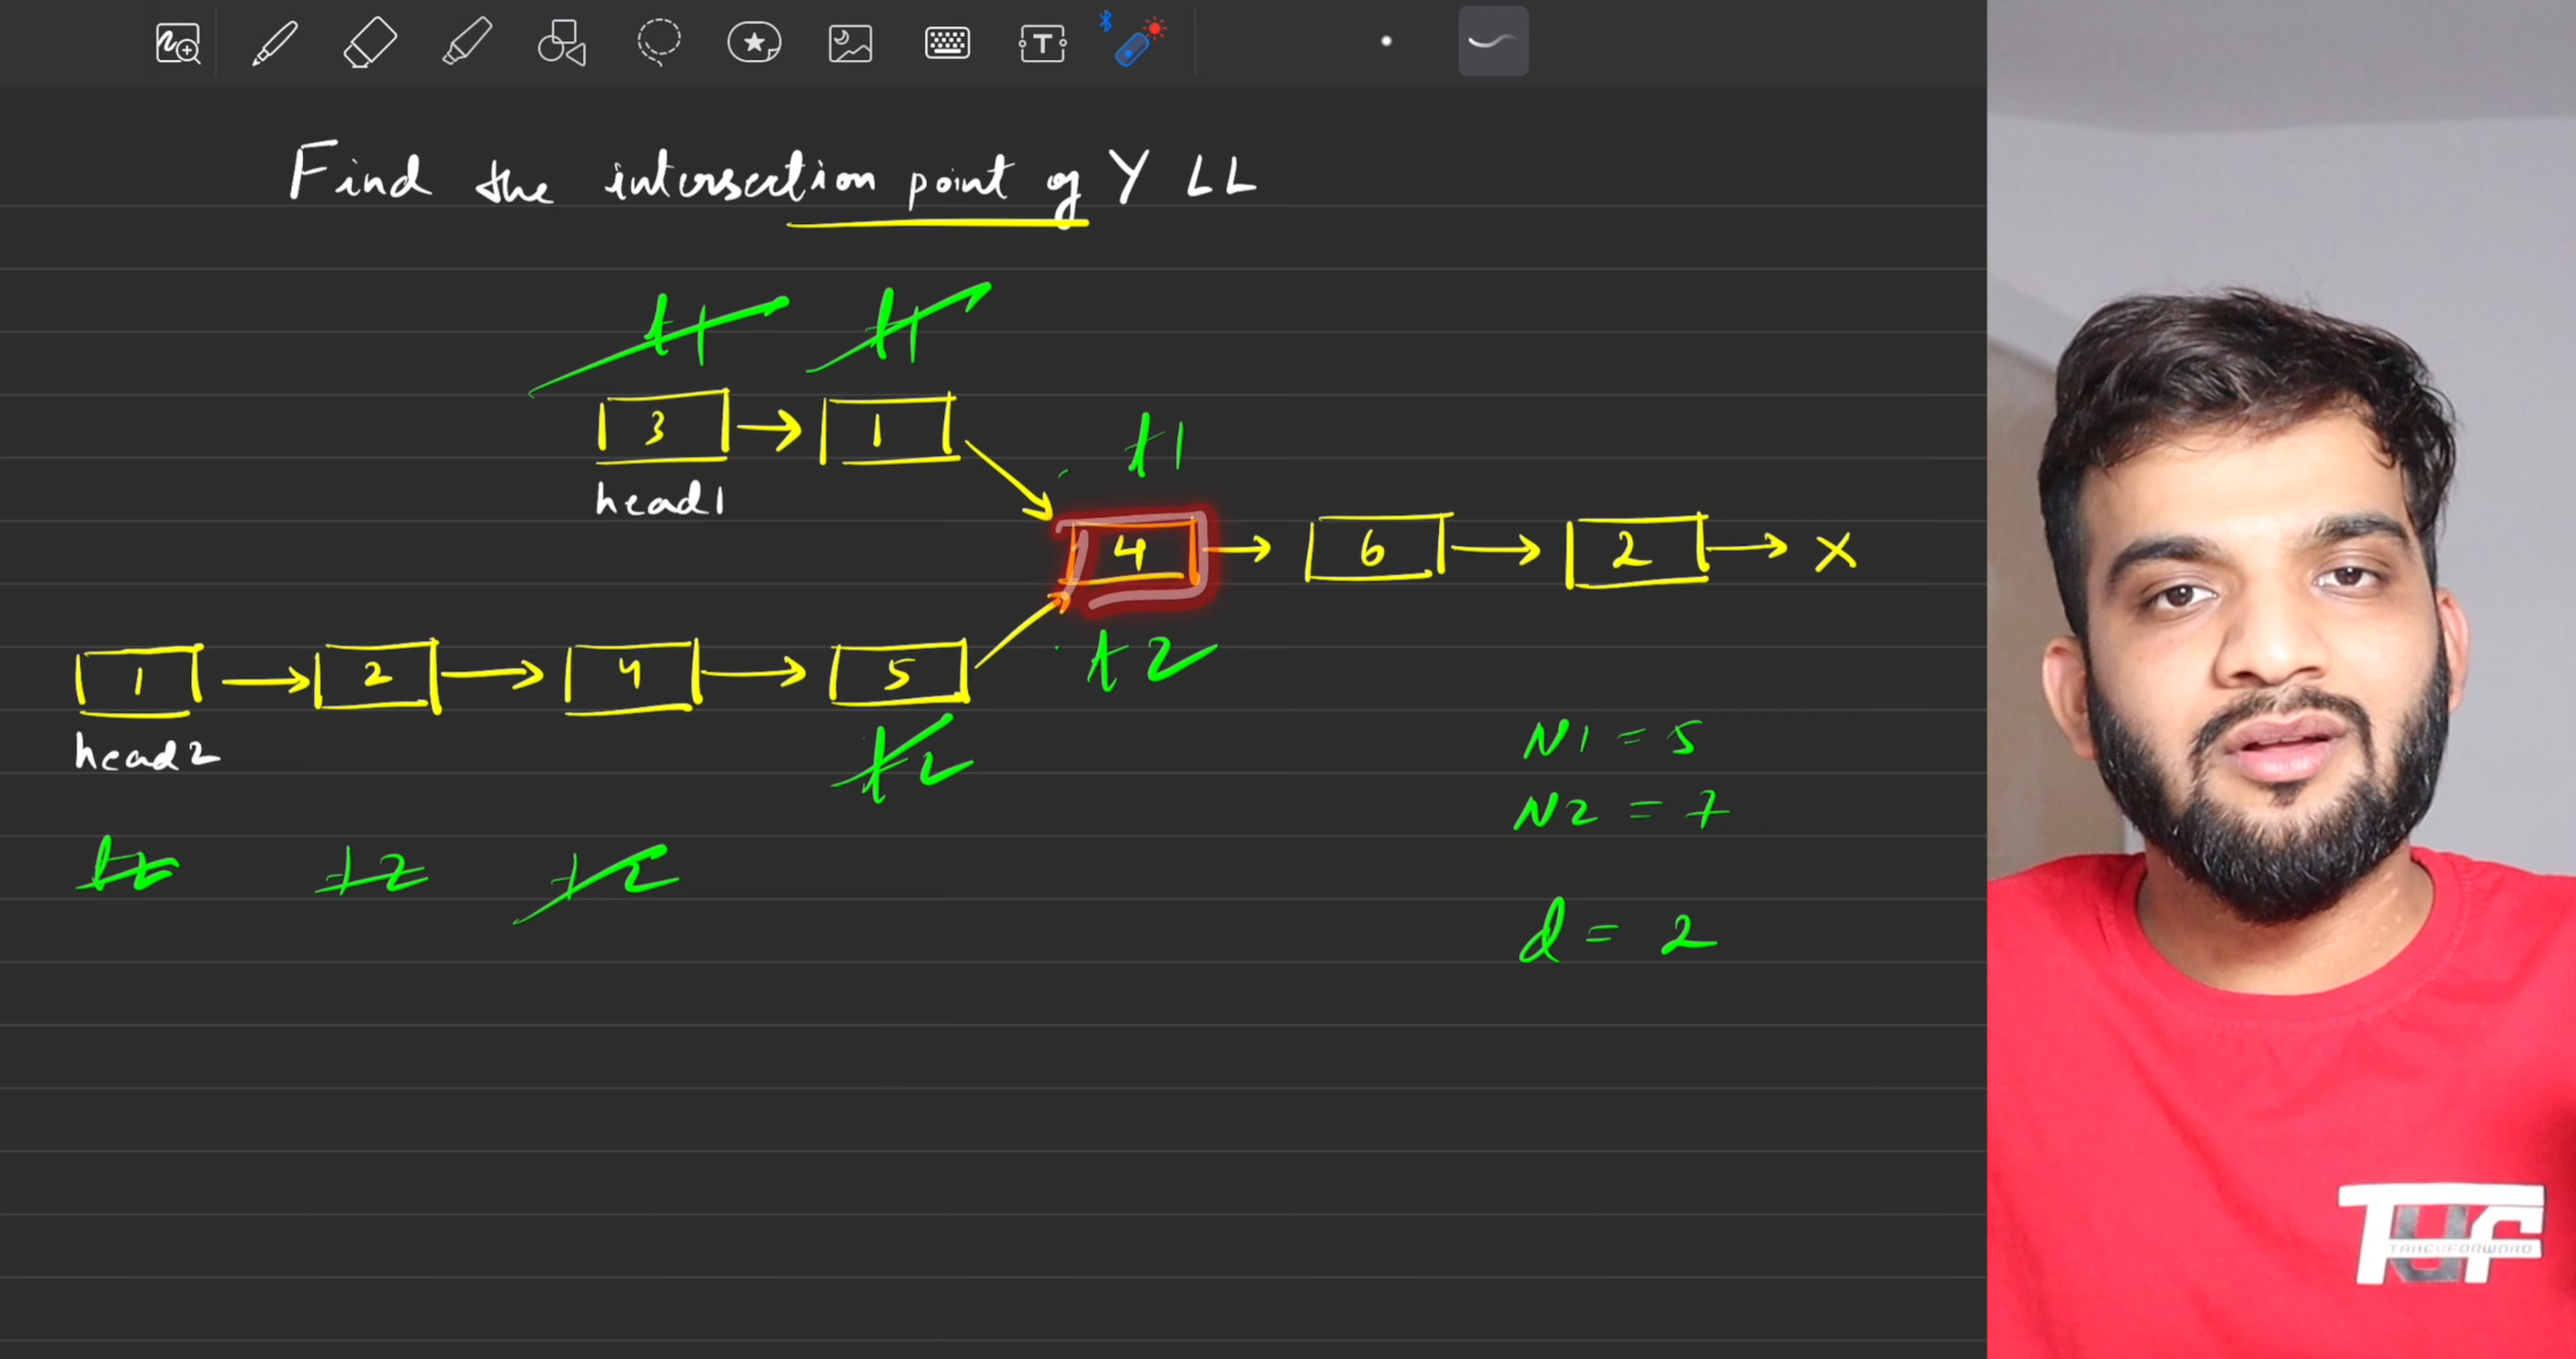 Find the intersection point of Y LL
t1 t1
3 1
head1
t1
4 6 2 X
t2
1 2 4 5
head2
t2
N1 = 5
N2 = 7
t2 t2 t2
d = 2
TUF
TAKEUFORWARD
T